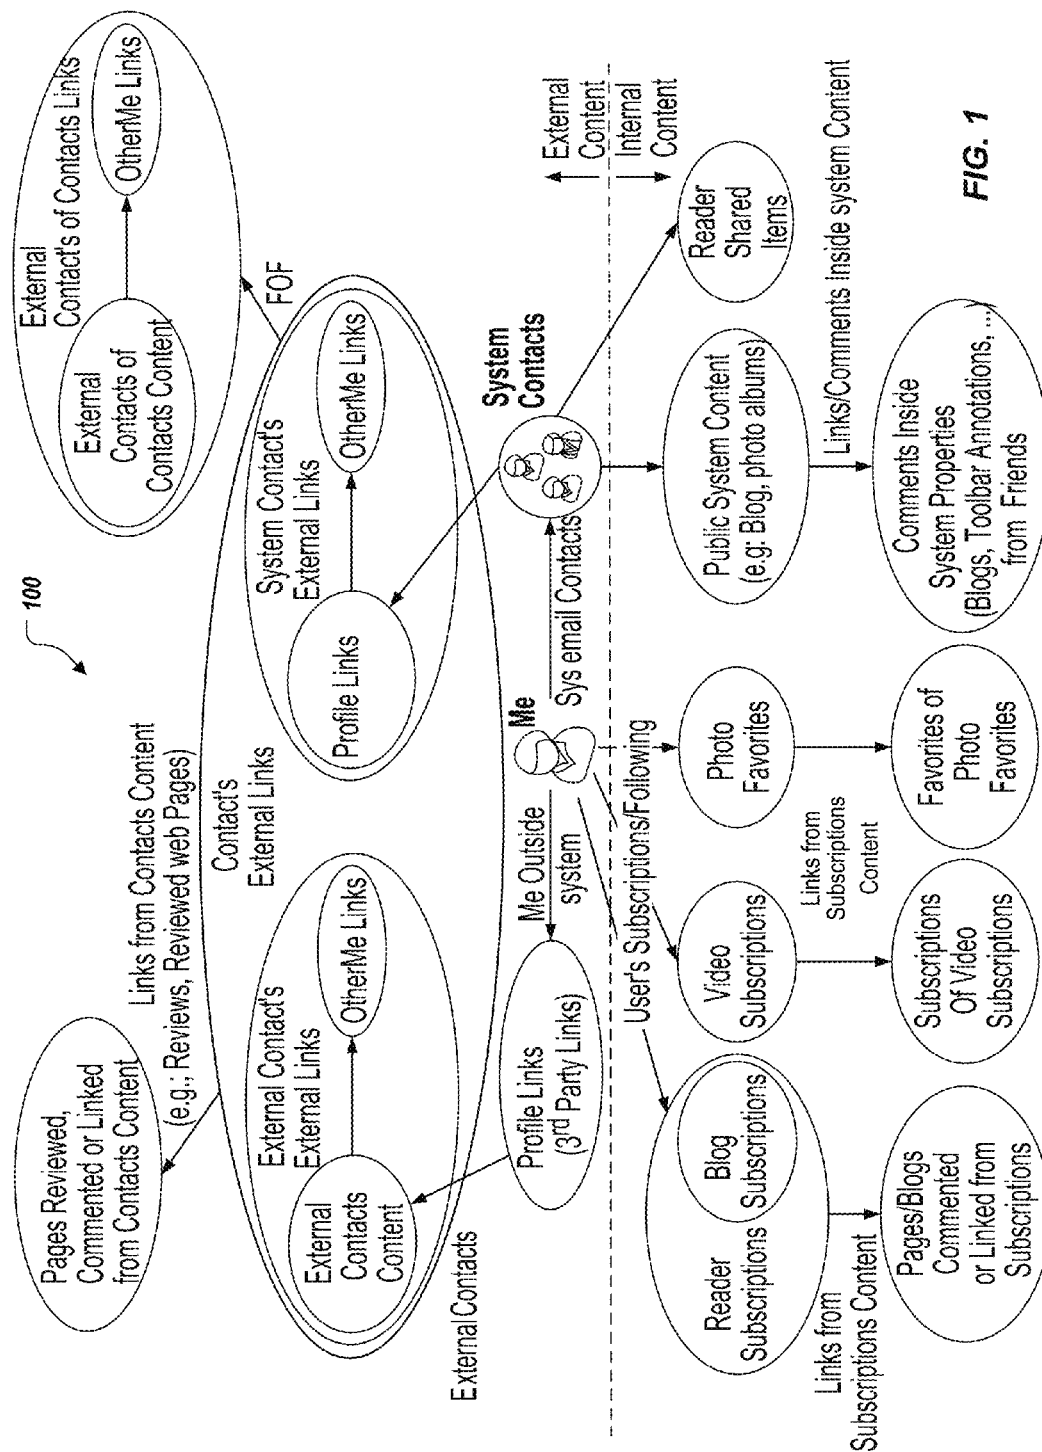 100
Pages Reviewed,
Commented or Linked
from Contacts Content
Links from Contacts Content
(e.g.; Reviews, Reviewed web Pages)
External
Contact's of Contacts Links
External
Contacts of
Contacts Content
OtherMe Links
FOF
Contact's
External Links
External Contact's
External Links
External
Contacts
Content
OtherMe Links
System Contact's
External Links
Profile Links
OtherMe Links
External Contacts
Profile Links
(3rd Party Links)
Me Outside
system
Me
Sys email Contacts
System
Contacts
External
Content
Internal
Content
User's Subscriptions/Following
Reader
Subscriptions
Blog
Subscriptions
Video
Subscriptions
Photo
Favorites
Public System Content
(e.g: Blog, photo albums)
Reader
Shared
Items
Links from
Subscriptions Content
Links from
Subscriptions
Content
Links/Comments Inside system Content
Pages/Blogs
Commented
or Linked from
Subscriptions
Subscriptions
Of Video
Subscriptions
Favorites of
Photo
Favorites
Comments Inside
System Properties
(Blogs, Toolbar Annotations, ...)
from Friends
FIG. 1